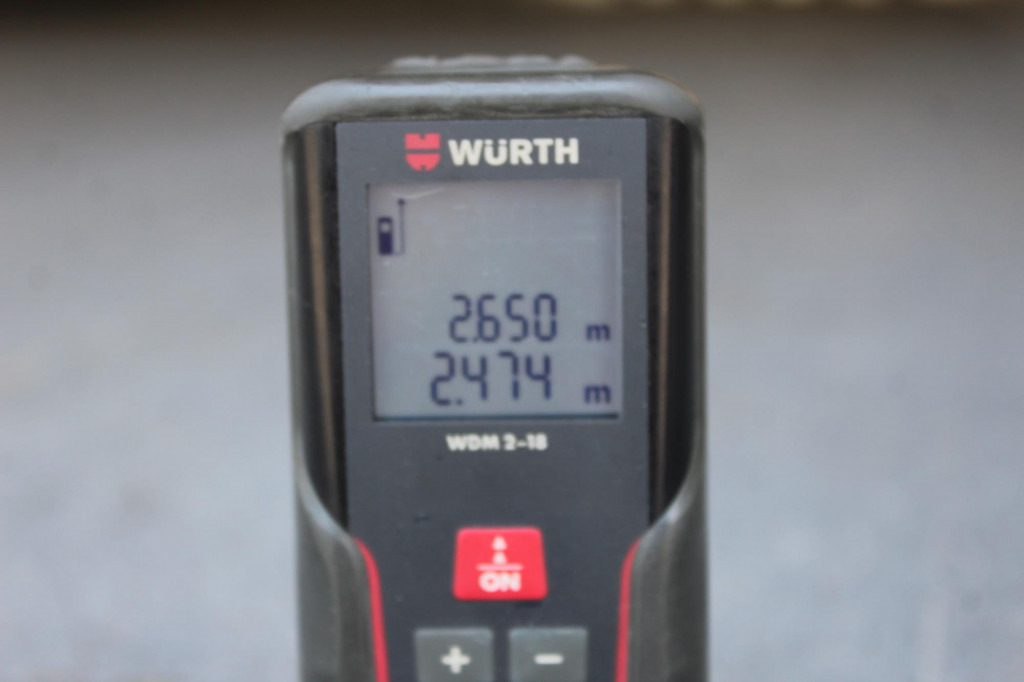 WÜRTH
2.650 m
2.474 m
WDM 2-18
ON
+ -